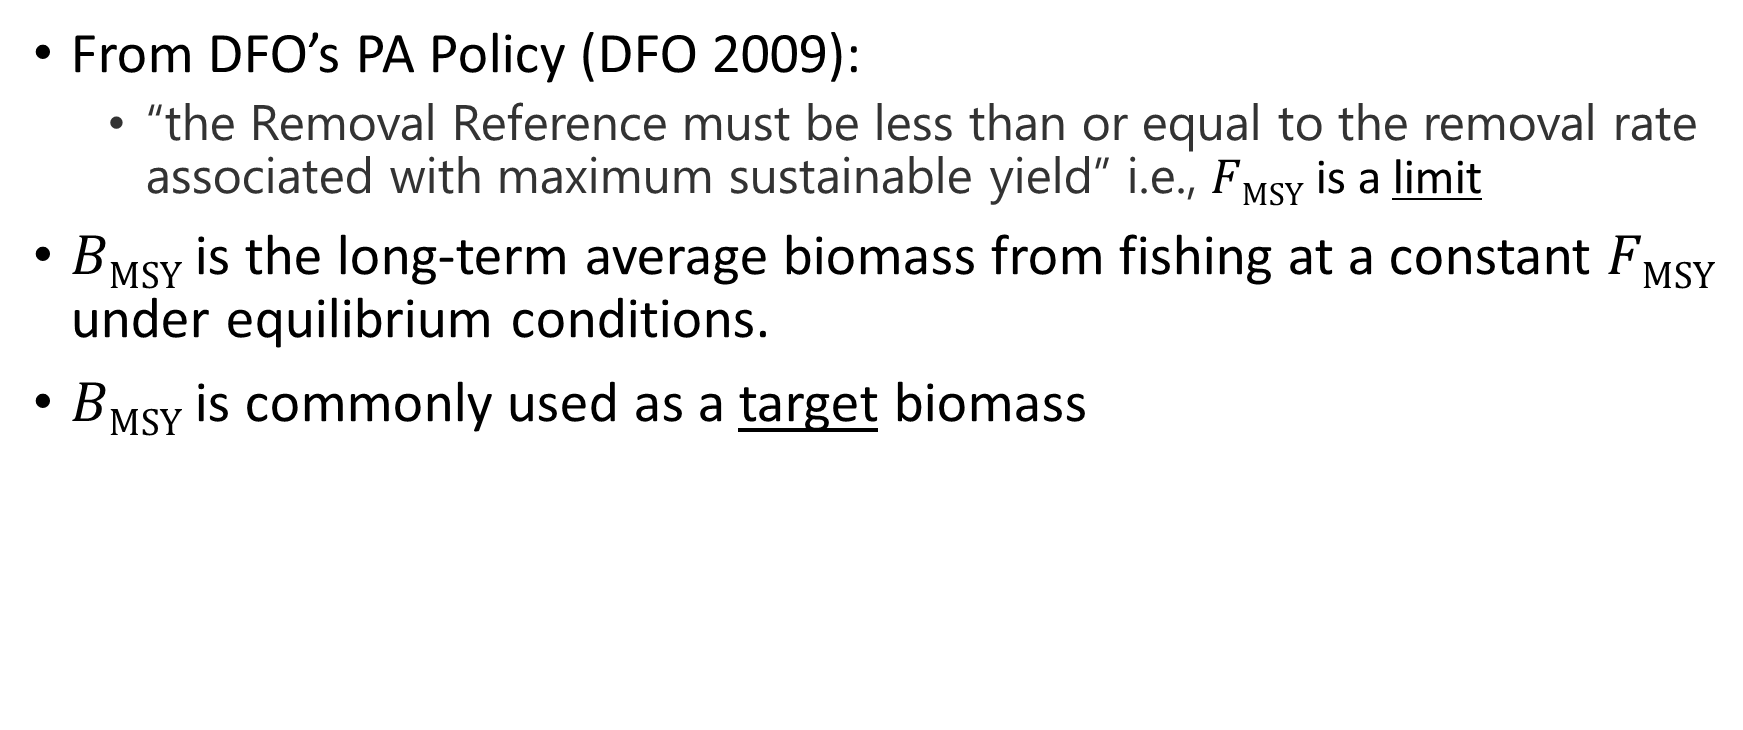 • From DFO’s PA Policy (DFO 2009):
• “the Removal Reference must be less than or equal to the removal rate
associated with maximum sustainable yield” i.e., F_MSY is a limit
• B_MSY is the long-term average biomass from fishing at a constant F_MSY
under equilibrium conditions.
• B_MSY is commonly used as a target biomass